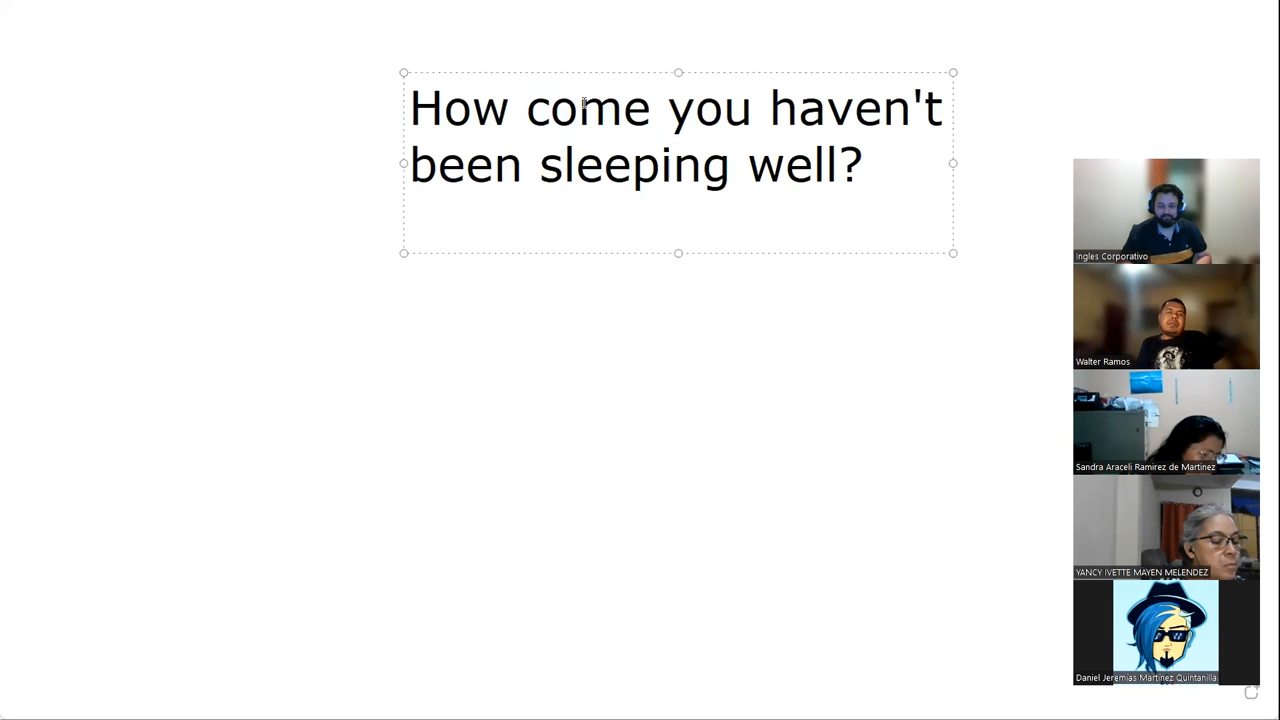 How come you haven't
been sleeping well?
Ingles Corporativo
Walter Ramos
Sandra Araceli Ramirez de Martinez
YANCY IVETTE MAYEN MELENDEZ
Daniel Jeremias Martinez Quintanilla